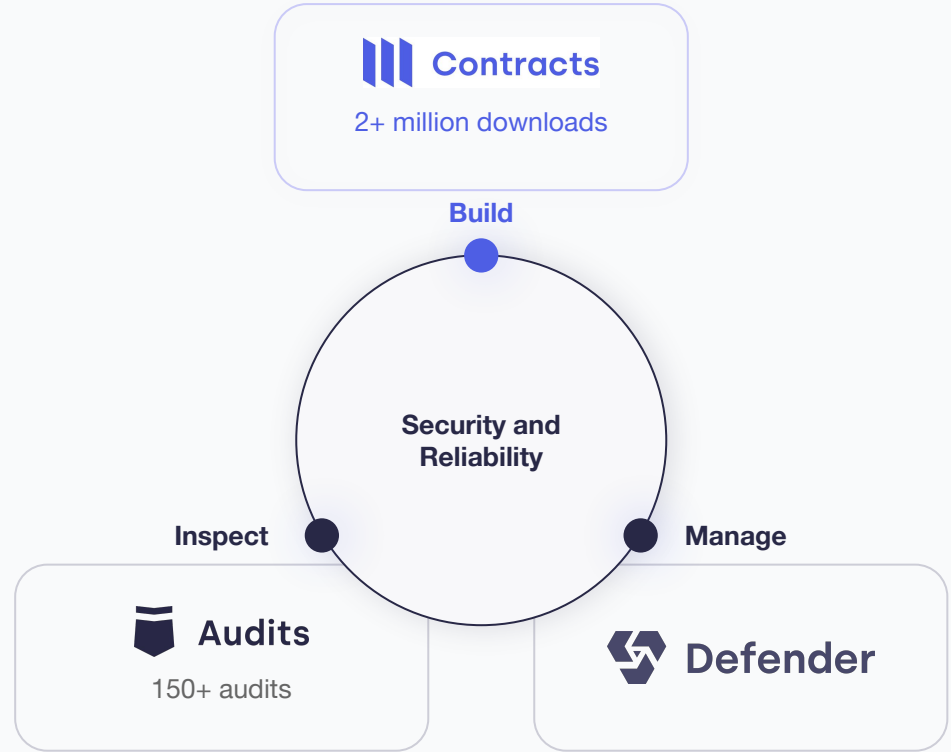 Contracts
2+ million downloads
Build
Security and
Reliability
Inspect
Manage
Audits
150+ audits
Defender